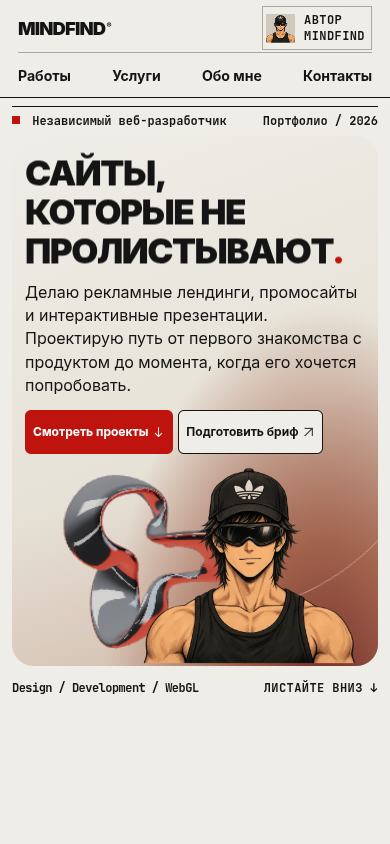 MINDFIND®
АВТОР
MINDFIND
Работы Услуги Обо мне Контакты
Независимый веб-разработчик Портфолио / 2026
САЙТЫ,
КОТОРЫЕ НЕ
ПРОЛИСТЫВАЮТ.
Делаю рекламные лендинги, промосайты
и интерактивные презентации.
Проектирую путь от первого знакомства с
продуктом до момента, когда его хочется
попробовать.
Смотреть проекты ↓ Подготовить бриф ↗
Design / Development / WebGL ЛИСТАЙТЕ ВНИЗ ↓